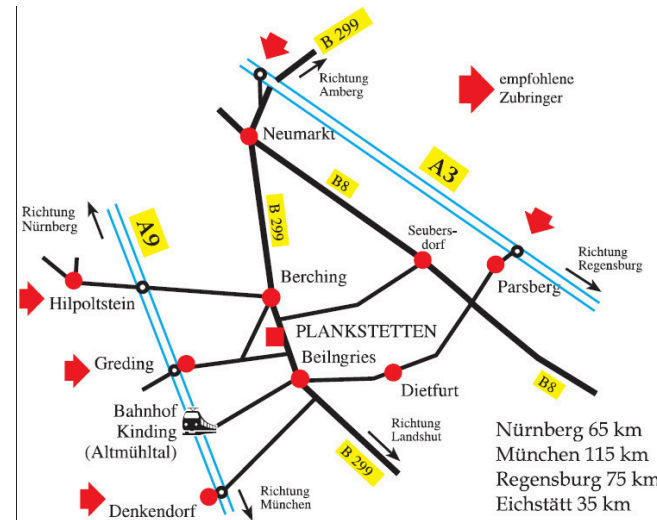 B 299
Richtung
Amberg
empfohlene
Zubringer
Neumarkt
A3
B8
Richtung
Nürnberg
A9
B 299
Seubers-
dorf
Richtung
Regensburg
Berching
Parsberg
Hilpoltstein
PLANKSTETTEN
Greding
Beilngries
Dietfurt
B8
Bahnhof
Kinding
(Altmühltal)
Richtung
Landshut
B 299
Nürnberg 65 km
München 115 km
Regensburg 75 km
Eichstätt 35 km
Richtung
München
Denkendorf